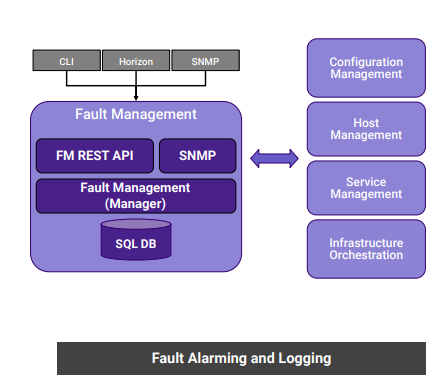 CLI
Horizon
SNMP
Fault Management
FM REST API
SNMP
Fault Management
(Manager)
SQL DB
Configuration
Management
Host
Management
Service
Management
Infrastructure
Orchestration
Fault Alarming and Logging